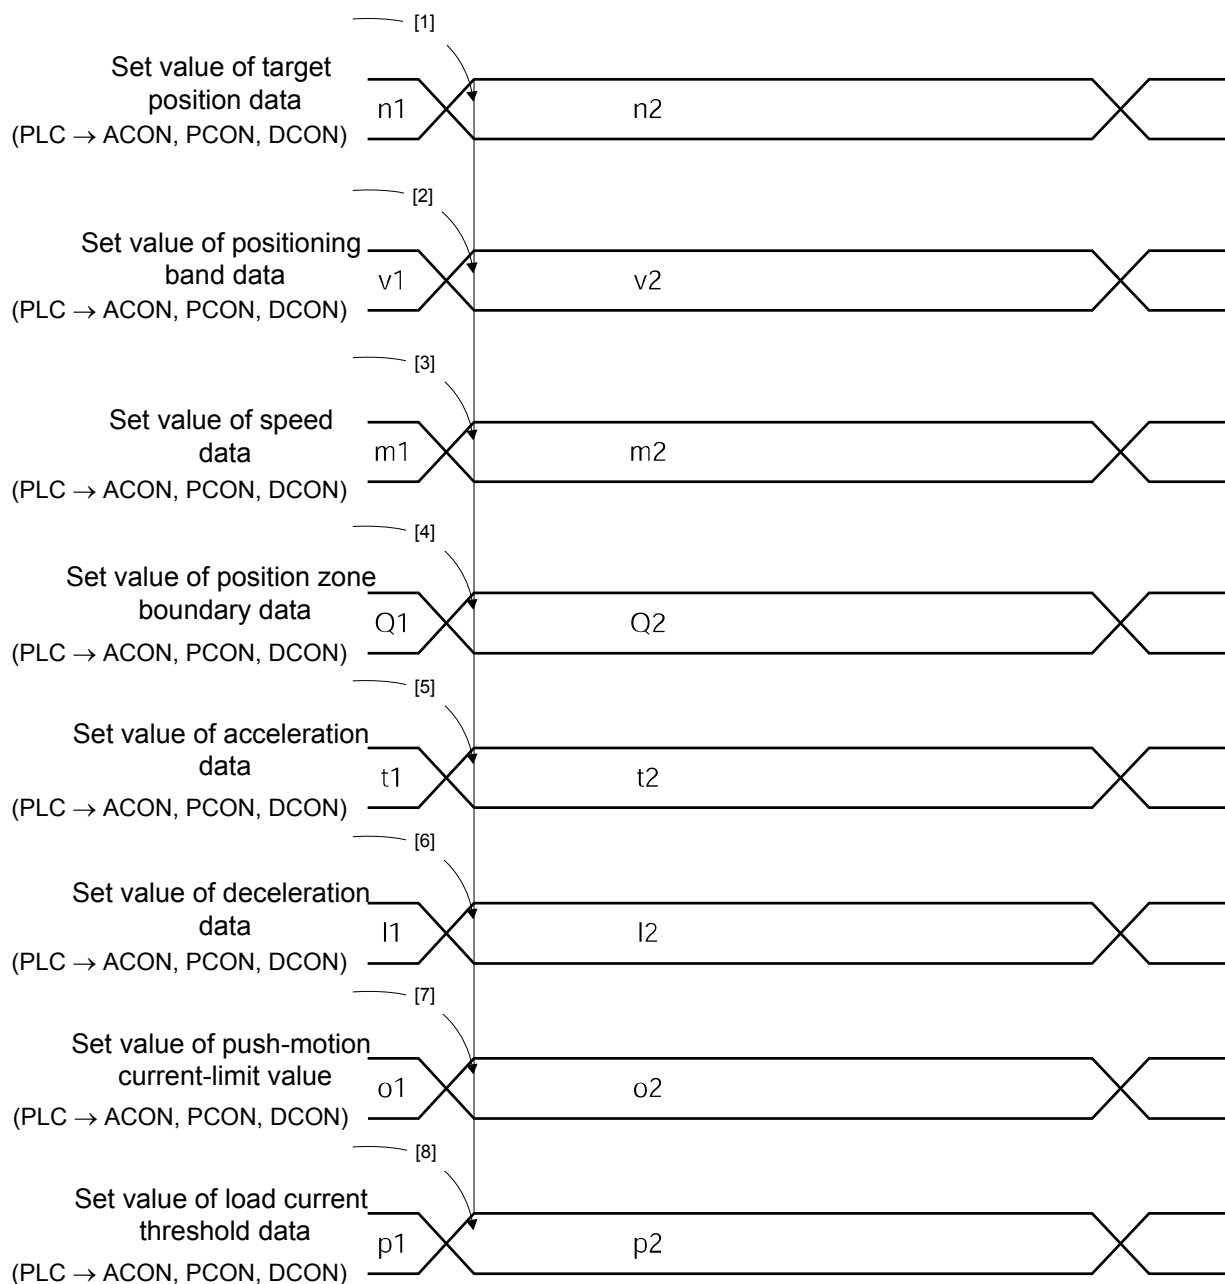 [1]
Set value of target
position data
(PLC → ACON, PCON, DCON)
n1
n2
[2]
Set value of positioning
band data
(PLC → ACON, PCON, DCON)
v1
v2
[3]
Set value of speed
data
(PLC → ACON, PCON, DCON)
m1
m2
[4]
Set value of position zone
boundary data
(PLC → ACON, PCON, DCON)
Q1
Q2
[5]
Set value of acceleration
data
(PLC → ACON, PCON, DCON)
t1
t2
[6]
Set value of deceleration
data
(PLC → ACON, PCON, DCON)
l1
l2
[7]
Set value of push-motion
current-limit value
(PLC → ACON, PCON, DCON)
o1
o2
[8]
Set value of load current
threshold data
(PLC → ACON, PCON, DCON)
p1
p2